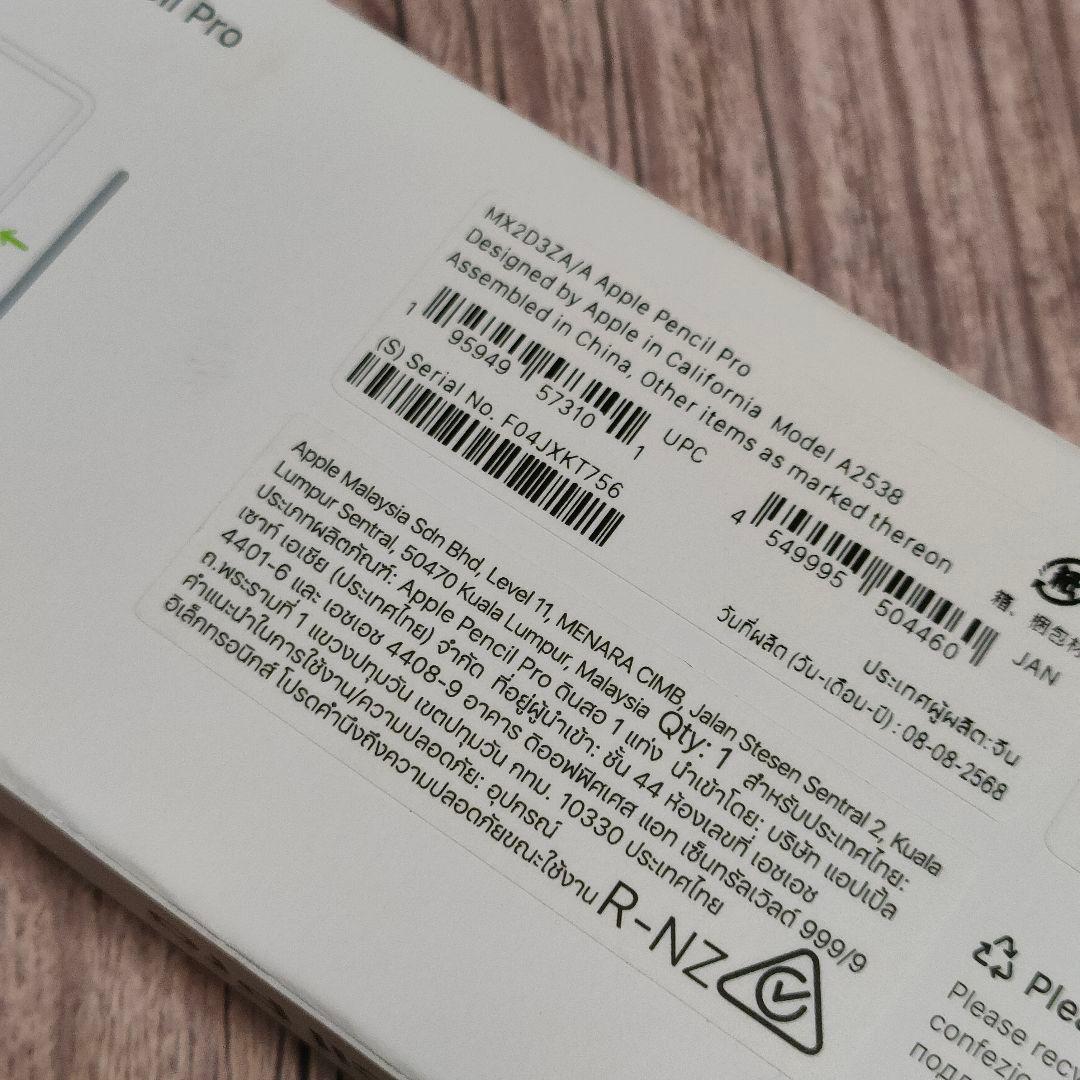 Pro
MX2D3ZA/A Apple Pencil Pro
Designed by Apple in California Model A2538
Assembled in China, Other items as marked thereon
1 95949 57310 1 UPC
(S) Serial No. F04JXKT756
4 549995 504460 JAN
ประเทศผู้ผลิต: จีน
วันที่ผลิต (วัน-เดือน-ปี) : 08-08-2568
箱、
Apple Malaysia Sdn Bhd, Level 11, MENARA CIMB, Jalan Stesen Sentral 2, Kuala
Lumpur Sentral, 50470 Kuala Lumpur, Malaysia Qty: 1 สำหรับประเทศไทย:
ประเภทผลิตภัณฑ์: Apple Pencil Pro ดินสอ 1 แท่ง นำเข้าโดย: บริษัท แอปเปิ้ล
เซาท์ เอเชีย (ประเทศไทย) จำกัด ที่อยู่ผู้นำเข้า: ชั้น 44 ห้องเลขที่ เอชเอช
4401-6 และ เอชเอช 4408-9 อาคาร ดิออฟฟิศเศส แอท เซ็นทรัลเวิลด์ 999/9
ถ.พระรามที่ 1 แขวงปทุมวัน เขตปทุมวัน กทม. 10330 ประเทศไทย
คำแนะนำในการใช้งาน/ความปลอดภัย: อุปกรณ์
อิเล็กทรอนิกส์ โปรดคำนึงถึงความปลอดภัยขณะใช้งาน R-NZ
Please
confezio